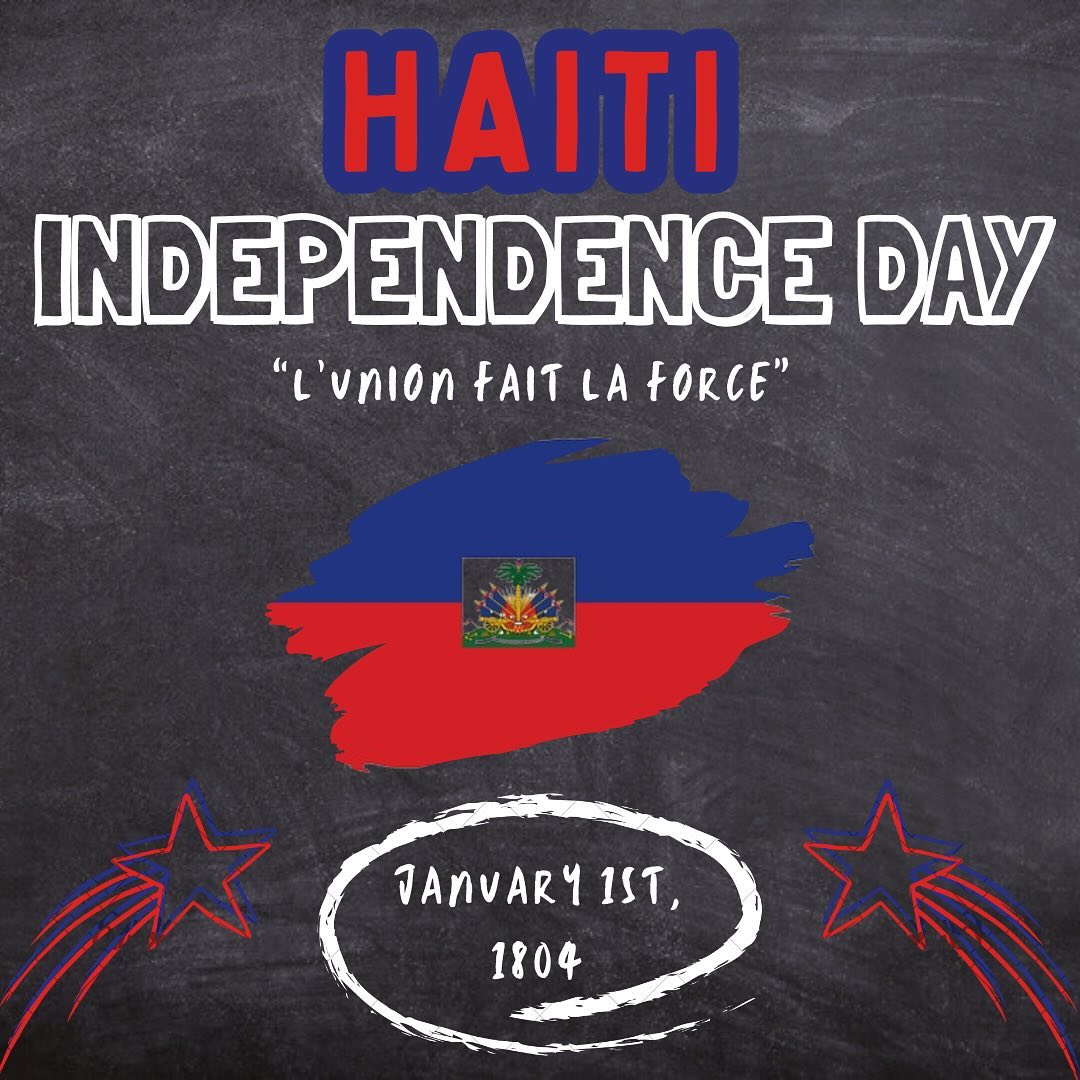 HAITI
INDEPENDENCE DAY
“L'UNION FAIT LA FORCE”
JANUARY 1ST,
1804